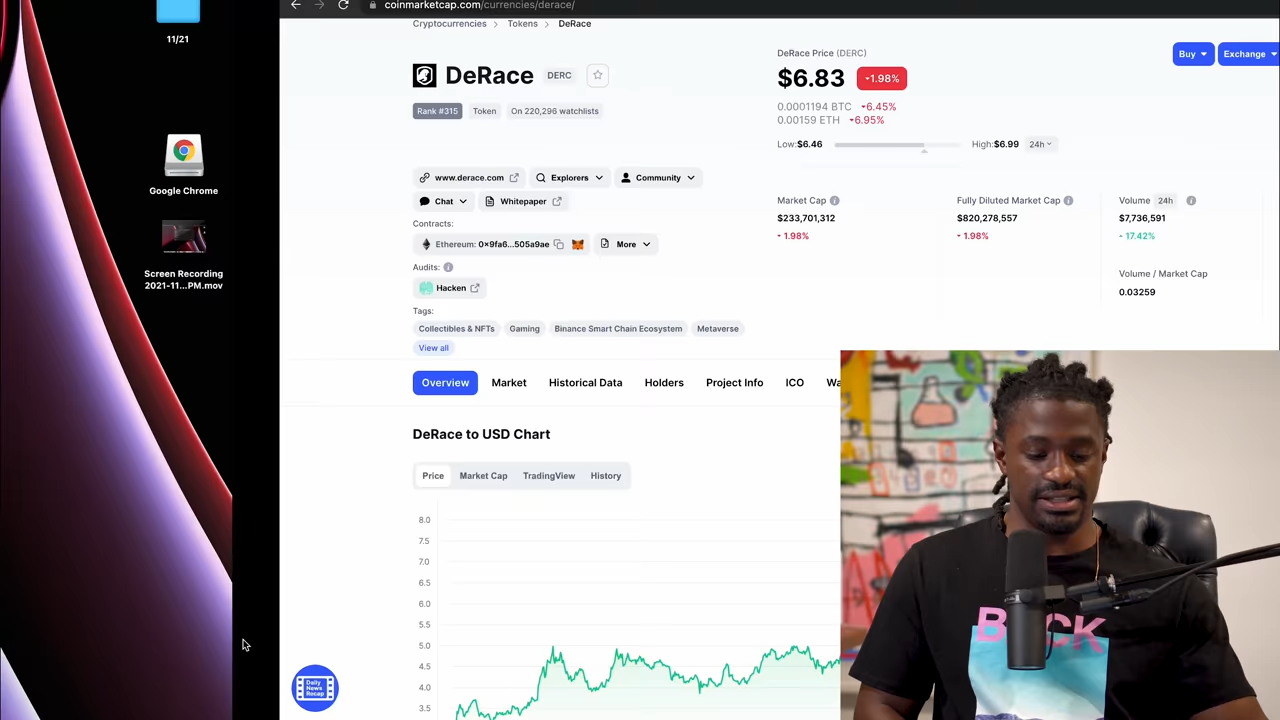 11/21
Google Chrome
Screen Recording
2021-11...PM.mov
coinmarketcap.com/currencies/derace/
Cryptocurrencies > Tokens > DeRace
DeRace DERC
Rank #315 Token On 220,296 watchlists
www.derace.com Explorers Community
Chat Whitepaper
Contracts:
Ethereum: 0x9fa6...505a9ae More
Audits:
Hacken
Tags:
Collectibles & NFTs Gaming Binance Smart Chain Ecosystem Metaverse
View all
DeRace Price (DERC)
$6.83 1.98%
0.0001194 BTC 6.45%
0.00159 ETH 6.95%
Low:$6.46 High:$6.99 24h
Buy Exchange
Market Cap
$233,701,312
1.98%
Fully Diluted Market Cap
$820,278,557
1.98%
Volume 24h
$7,736,591
17.42%
Volume / Market Cap
0.03259
Overview Market Historical Data Holders Project Info ICO Wa
DeRace to USD Chart
Price Market Cap TradingView History
8.0
7.5
7.0
6.5
6.0
5.5
5.0
4.5
4.0
3.5
Daily
News
Recap